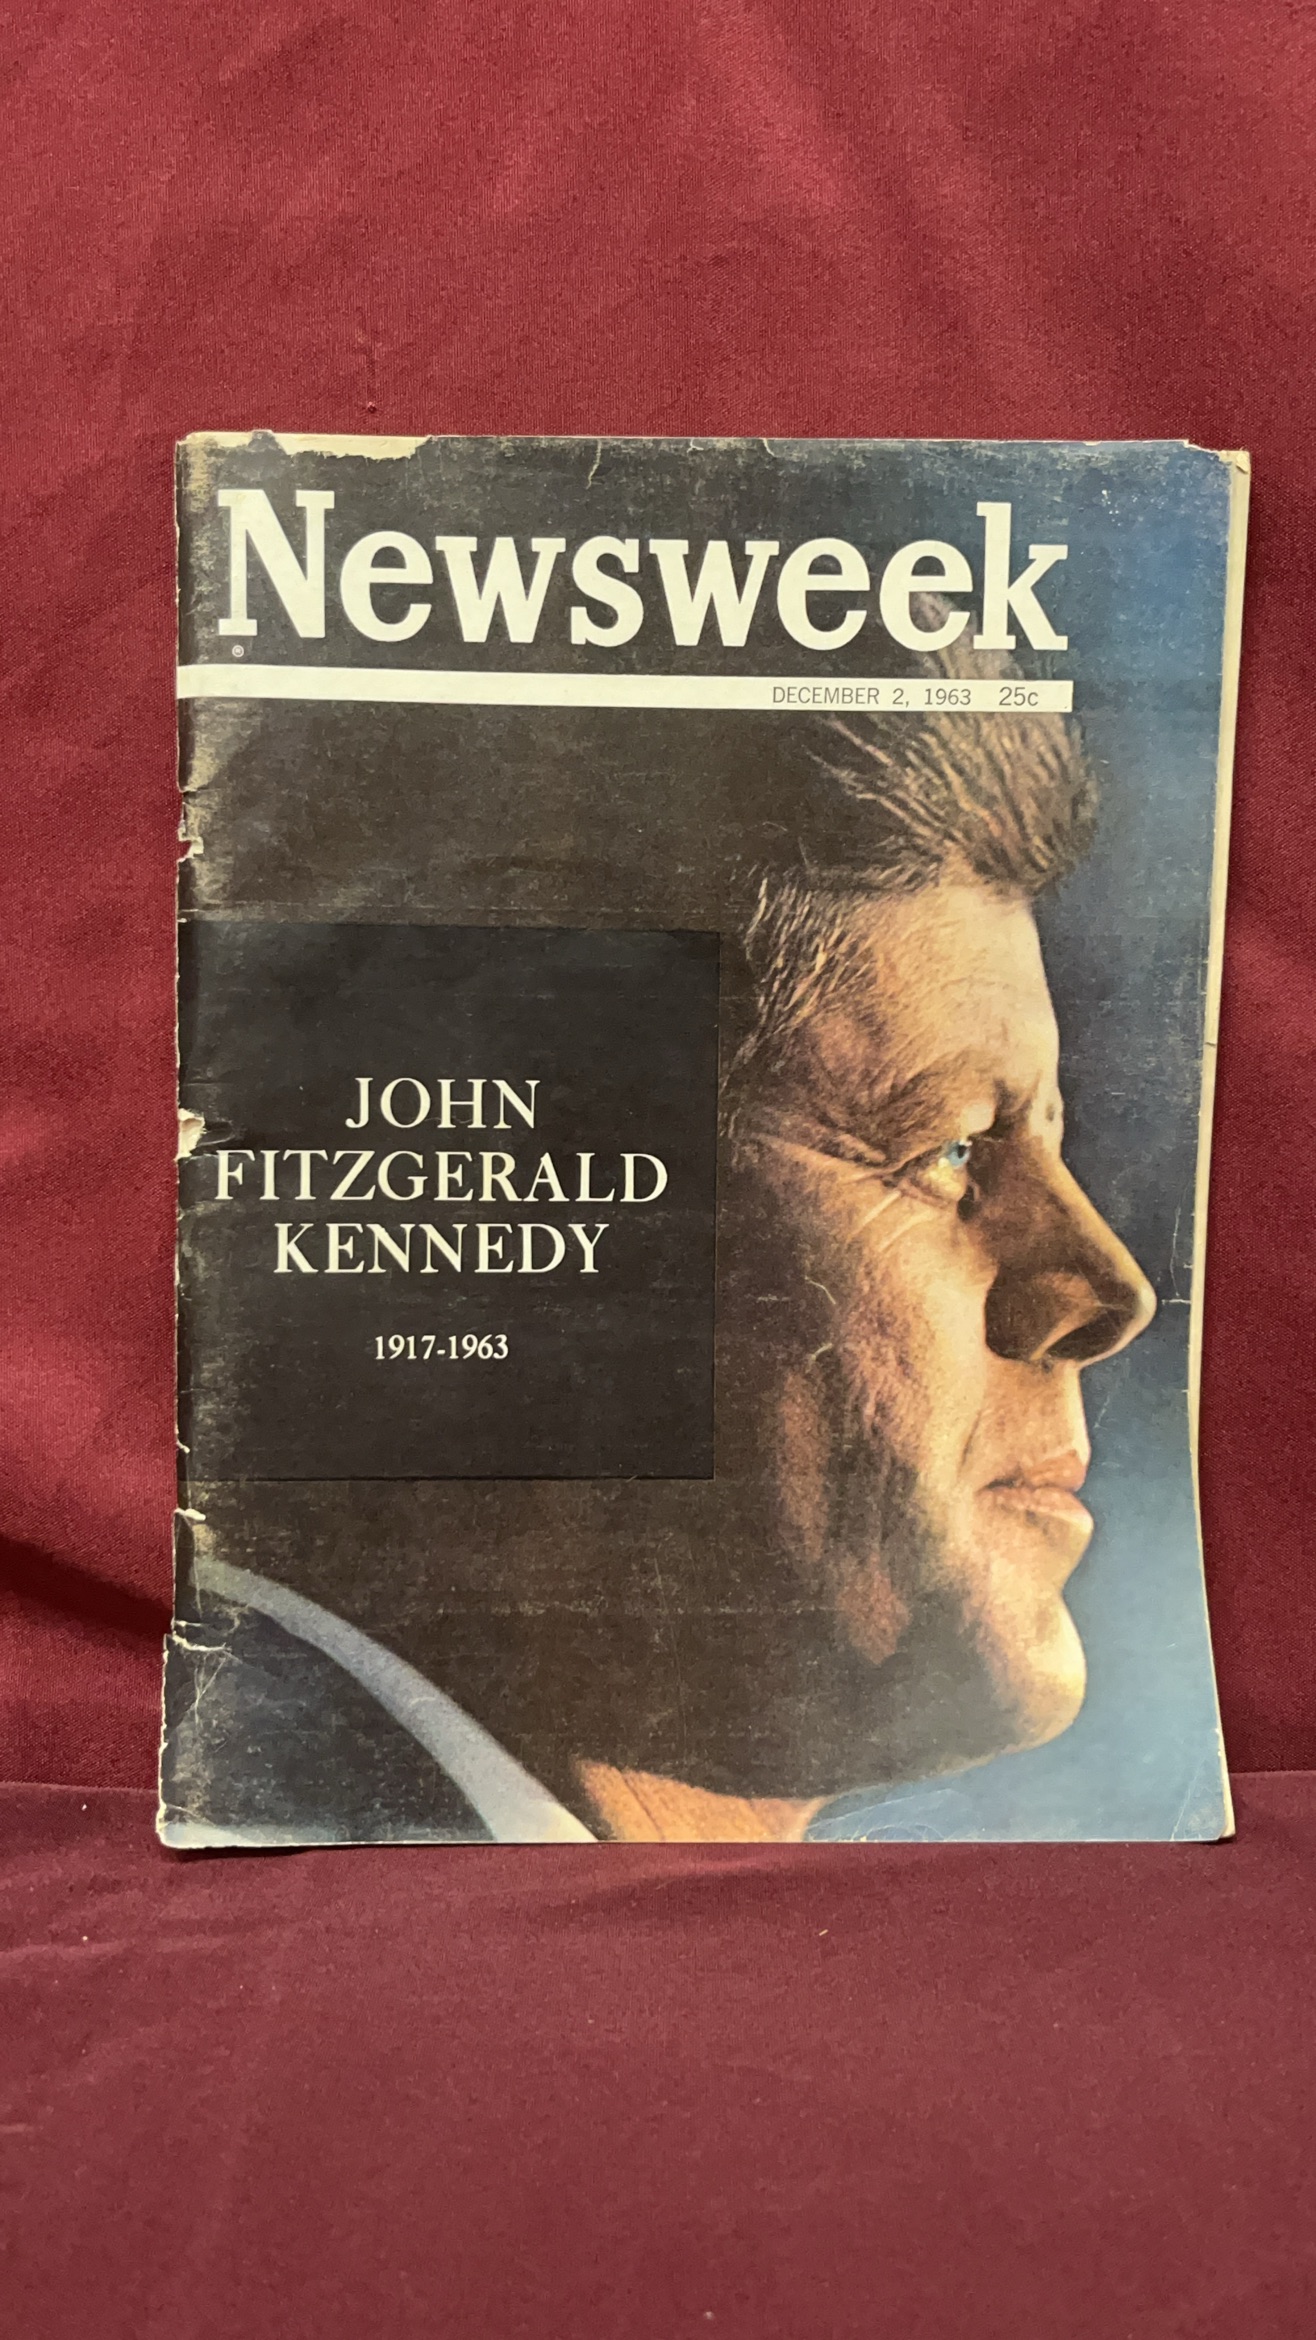 Newsweek
®
DECEMBER 2, 1963 25c
JOHN
FITZGERALD
KENNEDY
1917-1963